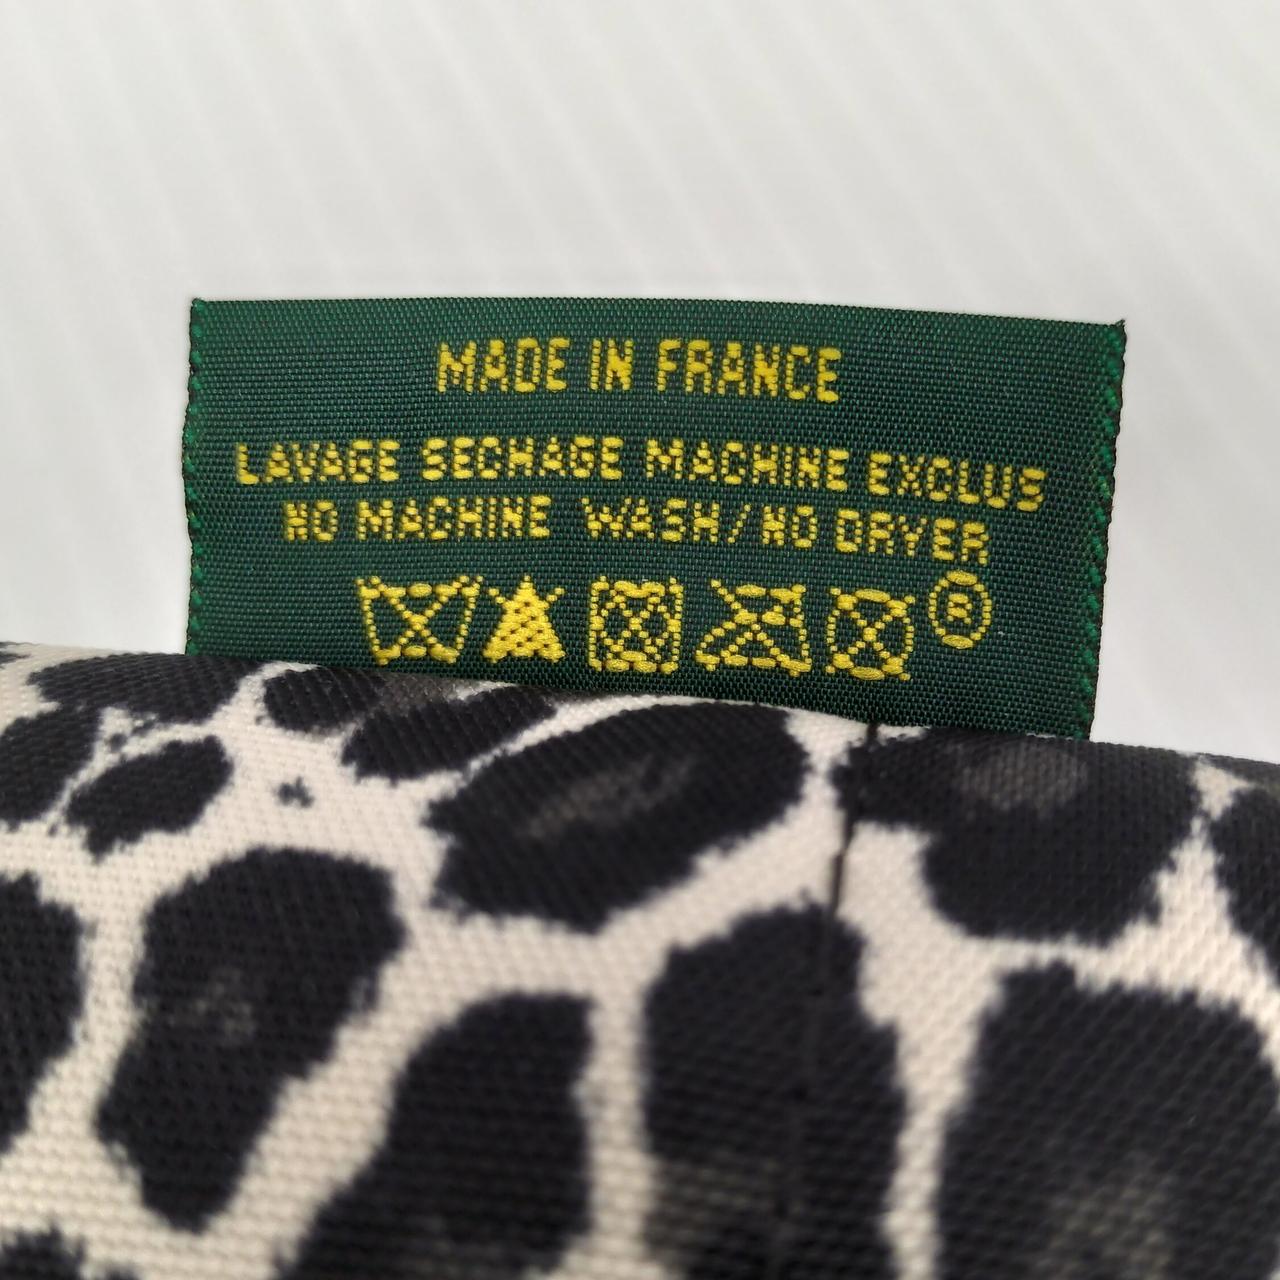 MADE IN FRANCE
LAVAGE SECHAGE MACHINE EXCLUS
NO MACHINE WASH/NO DRYER
®